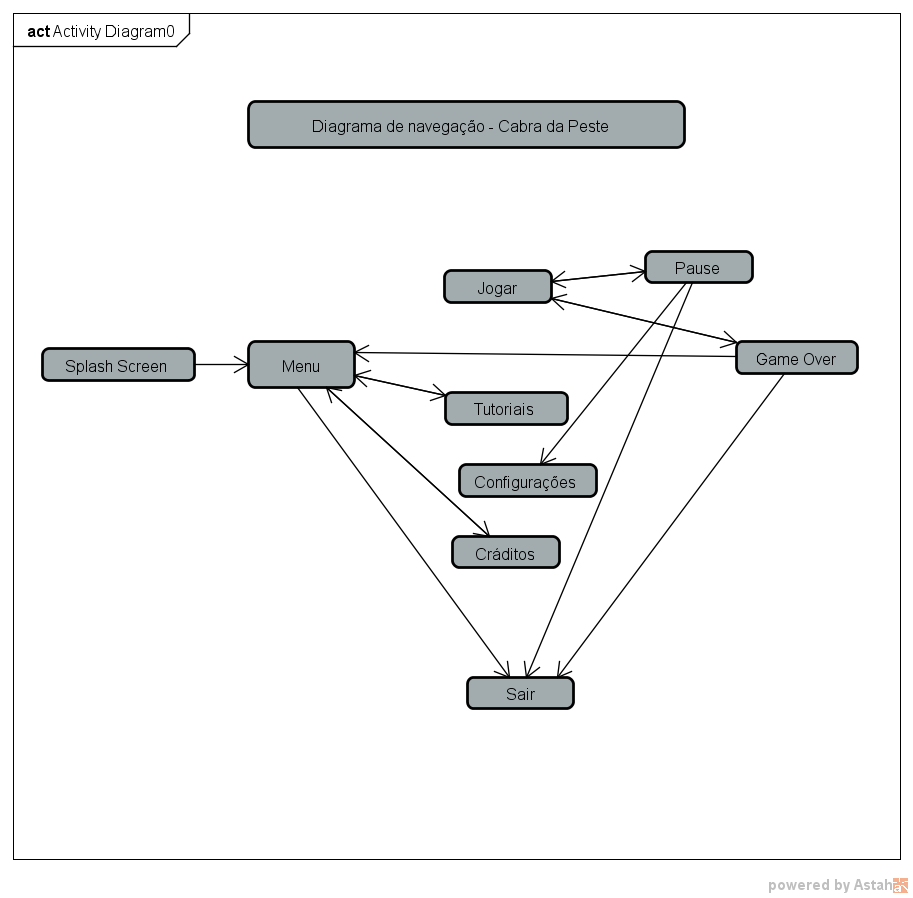 act Activity Diagram0
Diagrama de navegação - Cabra da Peste
Pause
Jogar
Splash Screen
Menu
Game Over
Tutoriais
Configurações
Cráditos
Sair
powered by Astah